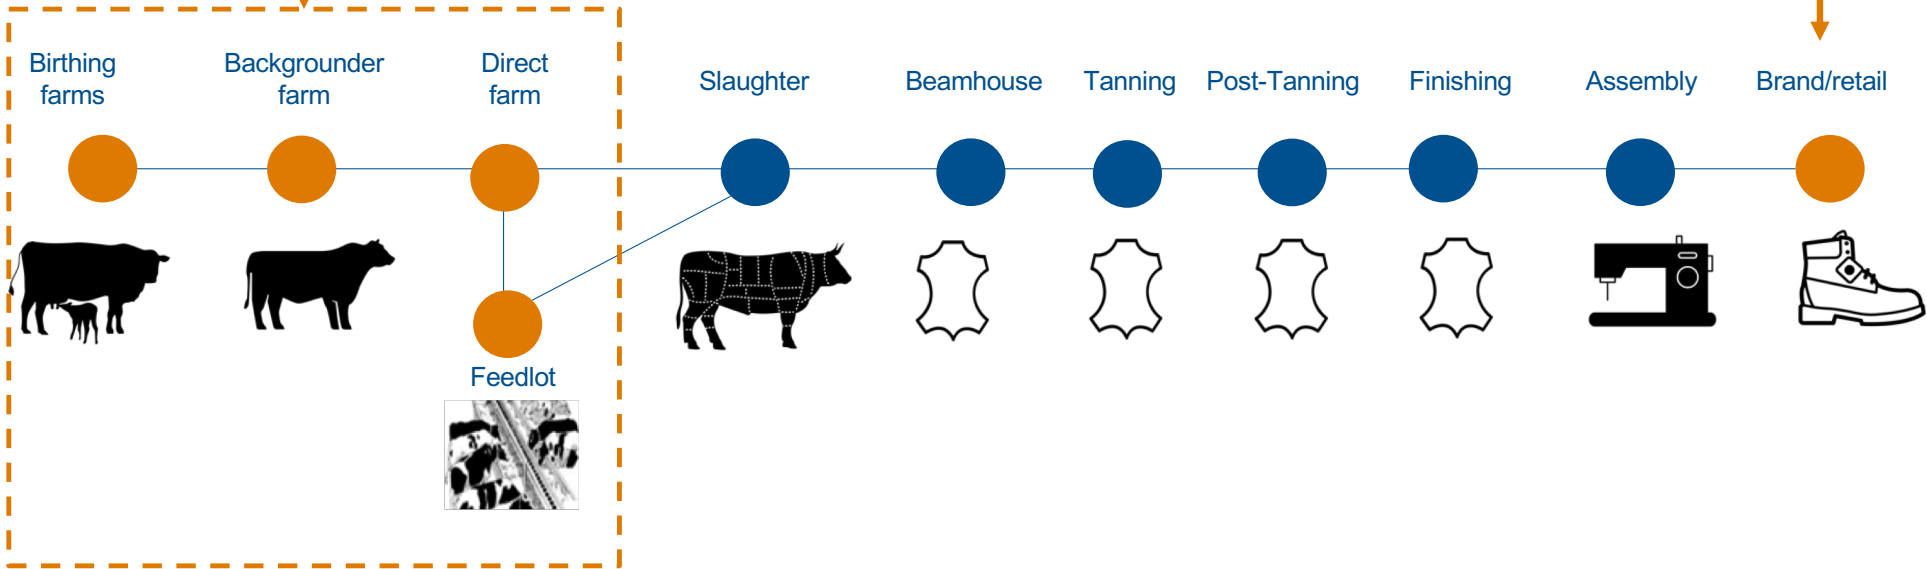 Birthing
farms
Backgrounder
farm
Direct
farm
Slaughter
Beamhouse
Tanning
Post-Tanning
Finishing
Assembly
Brand/retail
Feedlot